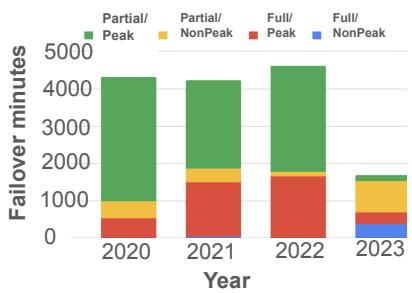 Partial/ Partial/ Full/ Full/
Peak NonPeak Peak NonPeak
5000
4000
3000
2000
1000
0
Failover minutes
2020 2021 2022 2023
Year